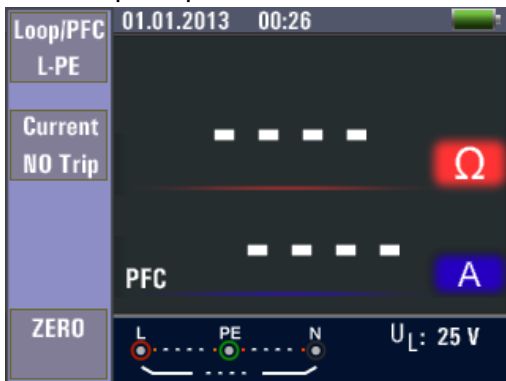 Loop/PFC
L-PE
01.01.2013 00:26
Current
NO Trip
- - - -
Ω
- - - -
PFC
A
ZERO
L PE N
UL: 25 V